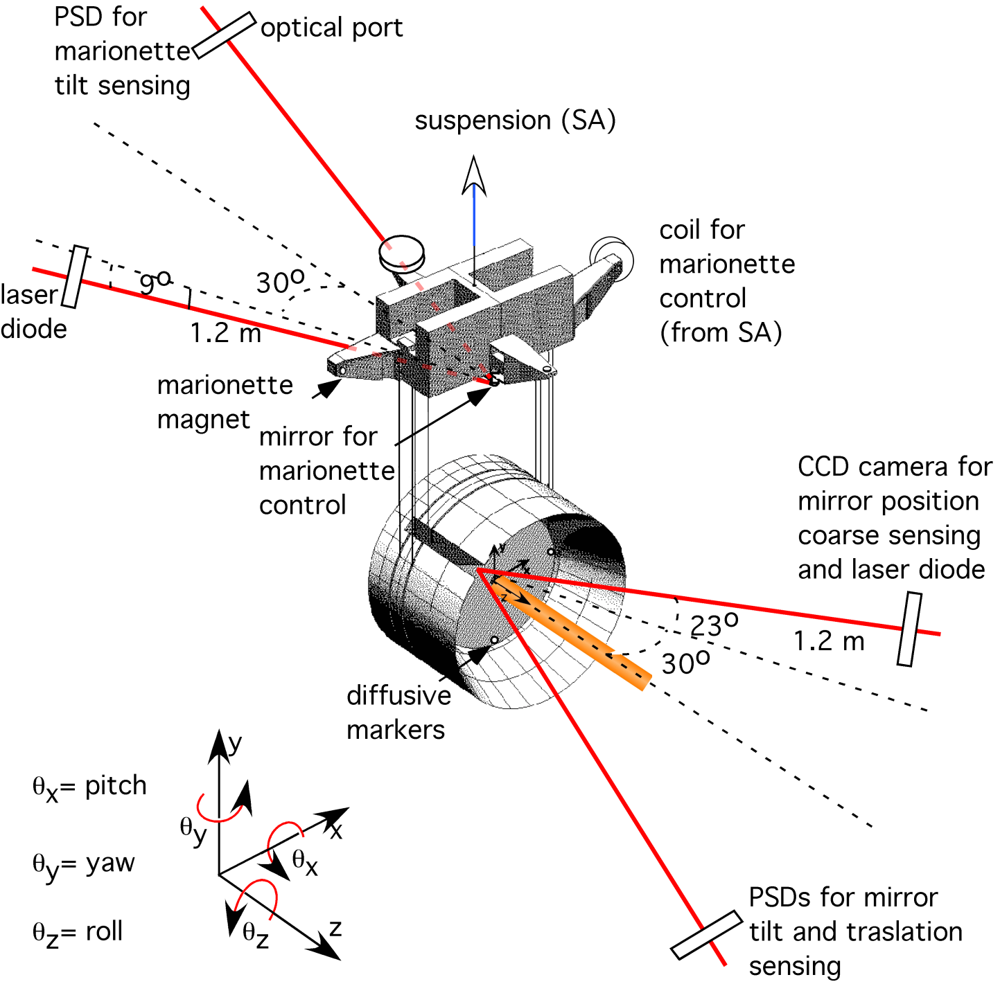 PSD for
marionette
tilt sensing
optical port
suspension (SA)
coil for
marionette
control
(from SA)
laser
diode
9º
30º
1.2 m
marionette
magnet
mirror for
marionette
control
CCD camera for
mirror position
coarse sensing
and laser diode
y
x
z
23º
30º
1.2 m
diffusive
markers
y
θx= pitch
θy
x
θx
θy= yaw
z
θz
θz= roll
PSDs for mirror
tilt and traslation
sensing